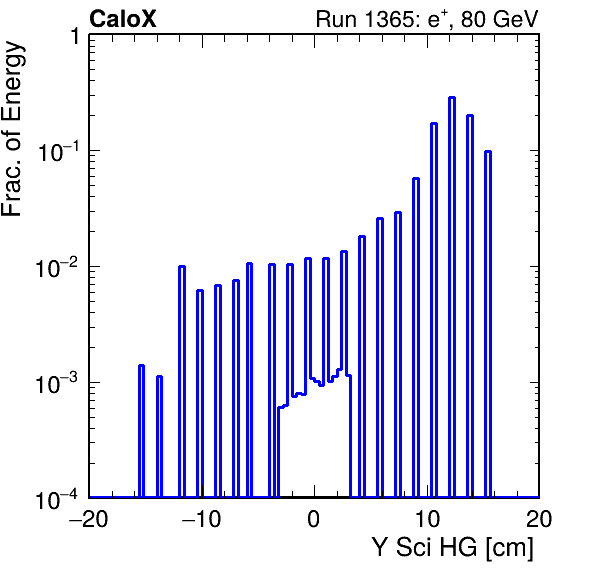 CaloX Run 1365: e⁺, 80 GeV
Frac. of Energy
1
10⁻¹
10⁻²
10⁻³
10⁻⁴
−20 −10 0 10 20
Y Sci HG [cm]